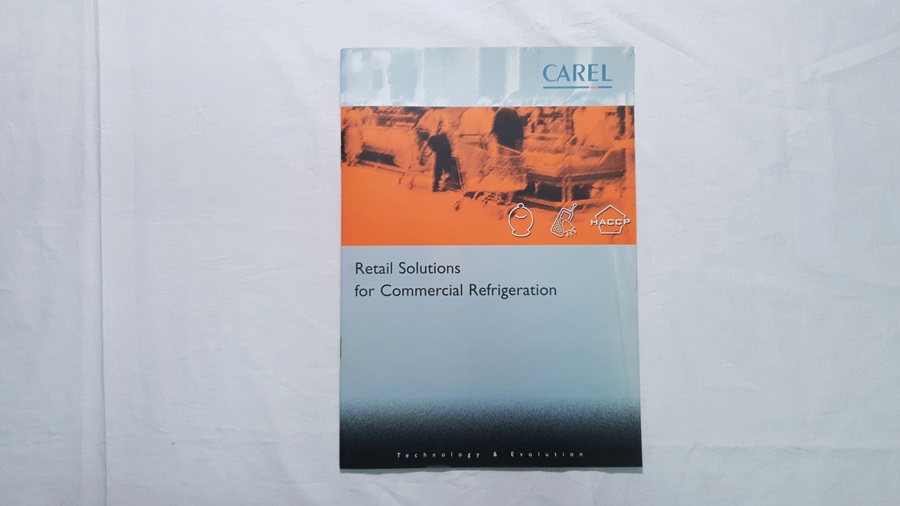 CAREL
HACCP
Retail Solutions
for Commercial Refrigeration
Technology & Evolution